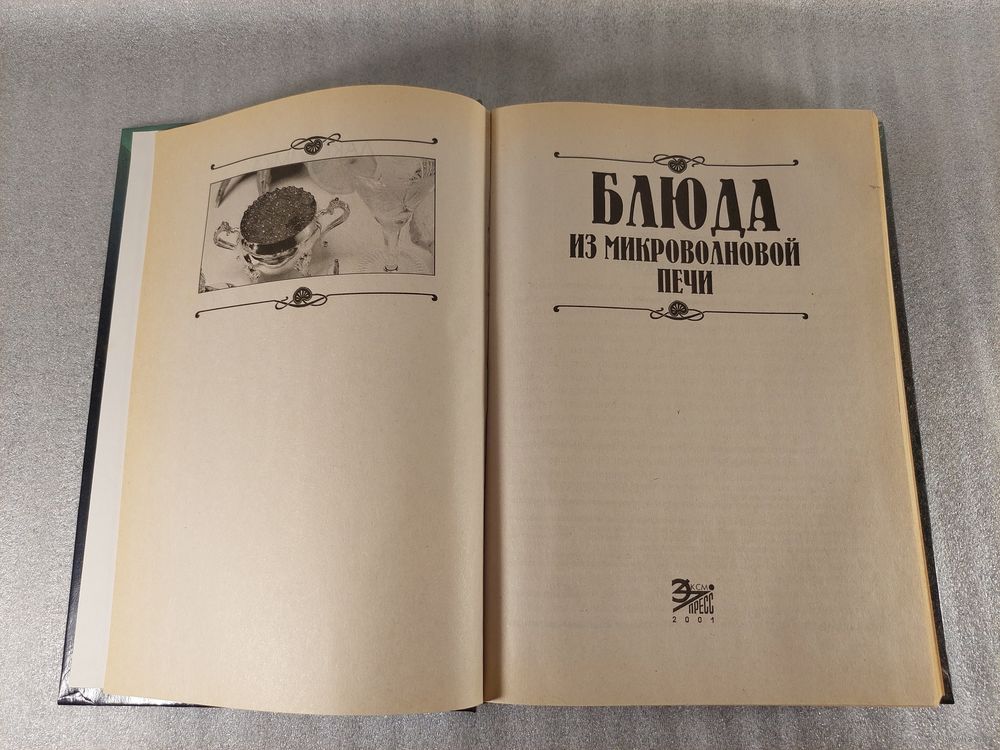 БЛЮДА
ИЗ МИКРОВОЛНОВОЙ
ПЕЧИ
ЭКСМО
ПРЕСС
2001